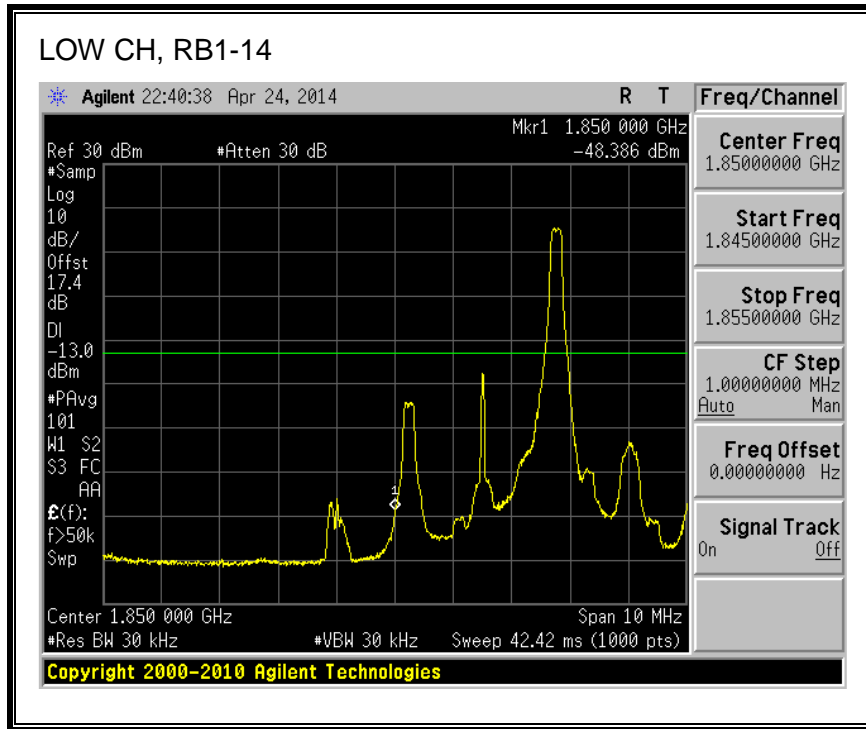 LOW CH, RB1-14
Agilent 22:40:38 Apr 24, 2014 R T
Freq/Channel
Mkr1 1.850 000 GHz
Ref 30 dBm #Atten 30 dB -48.386 dBm
#Samp
Log
10
dB/
Offst
17.4
dB
DI
-13.0
dBm
#PAvg
101
W1 S2
S3 FC
AA
£(f):
f>50k
Swp
1
Center 1.850 000 GHz Span 10 MHz
#Res BW 30 kHz #VBW 30 kHz Sweep 42.42 ms (1000 pts)
Center Freq
1.85000000 GHz
Start Freq
1.84500000 GHz
Stop Freq
1.85500000 GHz
CF Step
1.00000000 MHz
Auto Man
Freq Offset
0.00000000 Hz
Signal Track
On Off
Copyright 2000-2010 Agilent Technologies